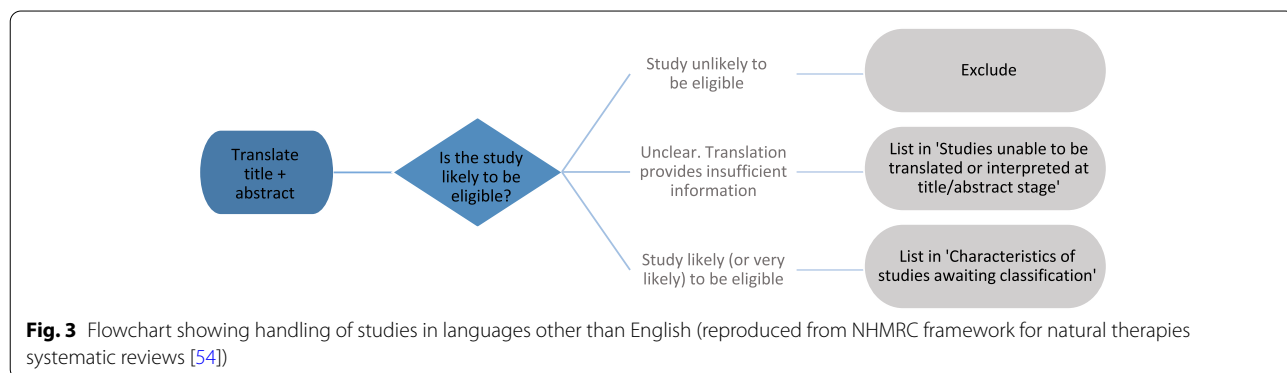 Translate
title +
abstract
Is the study
likely to be
eligible?
Study unlikely to
be eligible
Exclude
Unclear. Translation
provides insufficient
information
List in 'Studies unable to be
translated or interpreted at
title/abstract stage'
Study likely (or very
likely) to be eligible
List in 'Characteristics of
studies awaiting classification'
Fig. 3 Flowchart showing handling of studies in languages other than English (reproduced from NHMRC framework for natural therapies
systematic reviews [54])